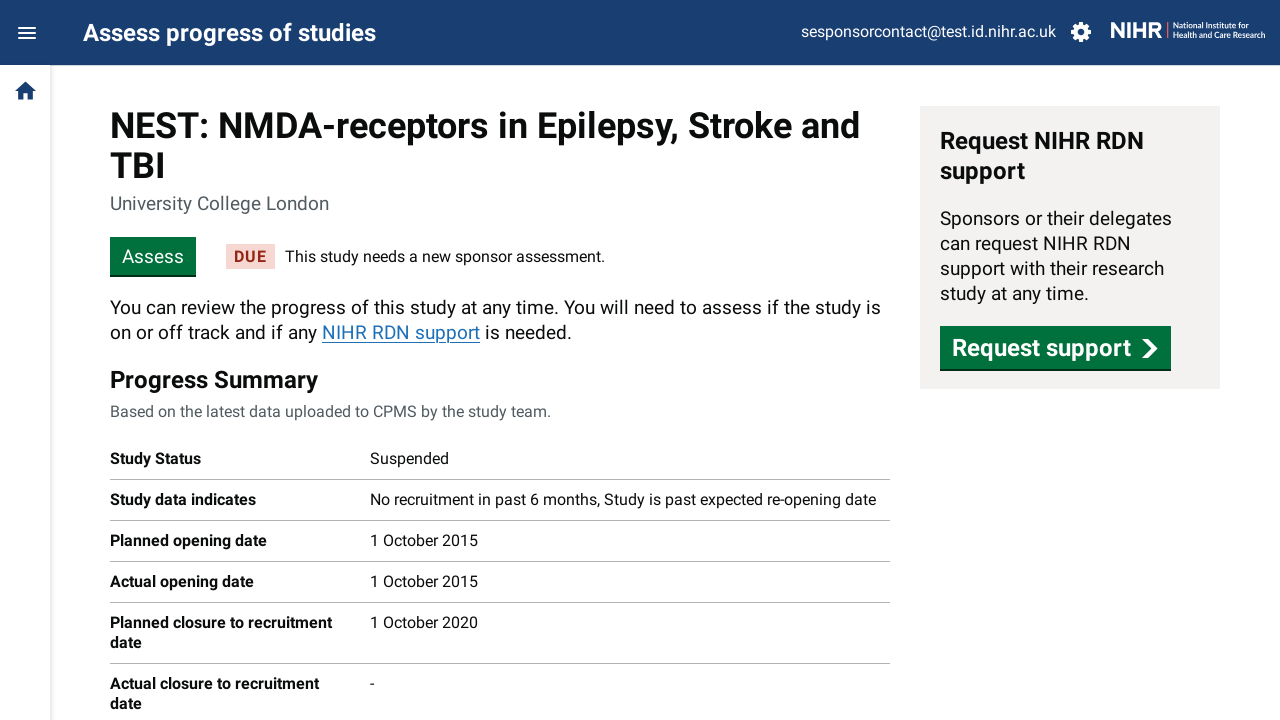 Assess progress of studies
sesponsorcontact@test.id.nihr.ac.uk
NIHR
National Institute for
Health and Care Research
NEST: NMDA-receptors in Epilepsy, Stroke and
TBI
University College London
Assess
DUE
This study needs a new sponsor assessment.
You can review the progress of this study at any time. You will need to assess if the study is
on or off track and if any NIHR RDN support is needed.
Progress Summary
Based on the latest data uploaded to CPMS by the study team.
Study Status
Suspended
Study data indicates
No recruitment in past 6 months, Study is past expected re-opening date
Planned opening date
1 October 2015
Actual opening date
1 October 2015
Planned closure to recruitment
date
1 October 2020
Actual closure to recruitment
date
-
Request NIHR RDN
support
Sponsors or their delegates
can request NIHR RDN
support with their research
study at any time.
Request support